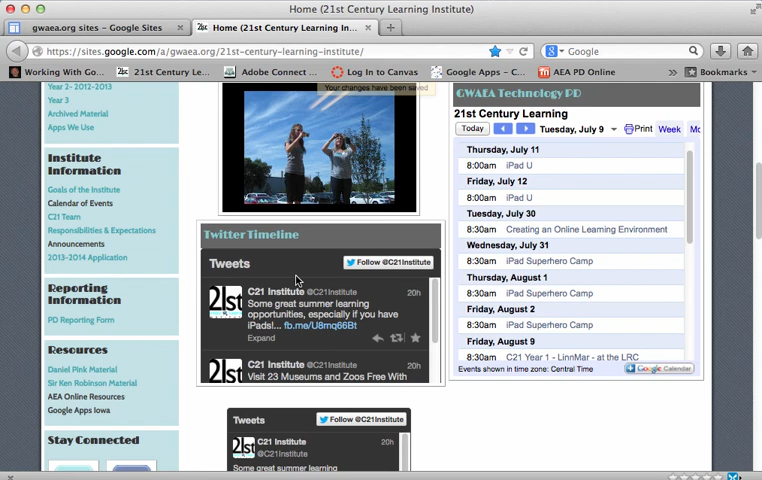 Home (21st Century Learning Institute)
gwaea.org sites - Google Sites
Home (21st Century Learning In...
https://sites.google.com/a/gwaea.org/21st-century-learning-institute/
Google
Working With Go...
21st Century Le...
Adobe Connect ...
Log In to Canvas
Google Apps - C...
AEA PD Online
Bookmarks
Your changes have been saved
Year 2- 2012-2013
Year 3
Archived Material
Apps We Use
Institute
Information
Goals of the Institute
Calendar of Events
C21 Team
Responsibilities & Expectations
Announcements
2013-2014 Application
Reporting
Information
PD Reporting Form
Resources
Daniel Pink Material
Sir Ken Robinson Material
AEA Online Resources
Google Apps Iowa
Stay Connected
Twitter Timeline
Tweets
Follow @C21Institute
C21 Institute @C21Institute 20h
Some great summer learning
opportunities, especially if you have
iPads!... fb.me/U8mq66Bt
Expand
C21 Institute @C21Institute 20h
Visit 23 Museums and Zoos Free With
Tweets
Follow @C21Institute
C21 Institute 20h
@C21Institute
Some great summer learning
GWAEA Technology PD
21st Century Learning
Today
Tuesday, July 9
Print Week Mo
Thursday, July 11
8:00am iPad U
Friday, July 12
8:00am iPad U
Tuesday, July 30
8:30am Creating an Online Learning Environment
Wednesday, July 31
8:30am iPad Superhero Camp
Thursday, August 1
8:30am iPad Superhero Camp
Friday, August 2
8:30am iPad Superhero Camp
Friday, August 9
8:30am C21 Year 1 - LinnMar - at the LRC
Events shown in time zone: Central Time
Google Calendar